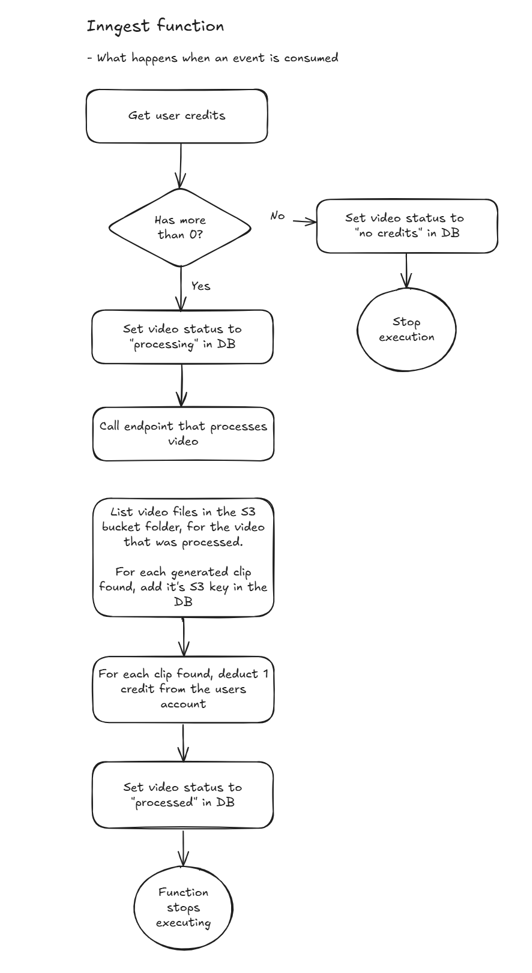 Inngest function
- What happens when an event is consumed
Get user credits
Has more
than 0?
No
Set video status to
"no credits" in DB
Yes
Stop
execution
Set video status to
"processing" in DB
Call endpoint that processes
video
List video files in the S3
bucket folder, for the video
that was processed.
For each generated clip
found, add it's S3 key in the
DB
For each clip found, deduct 1
credit from the users
account
Set video status to
"processed" in DB
Function
stops
executing